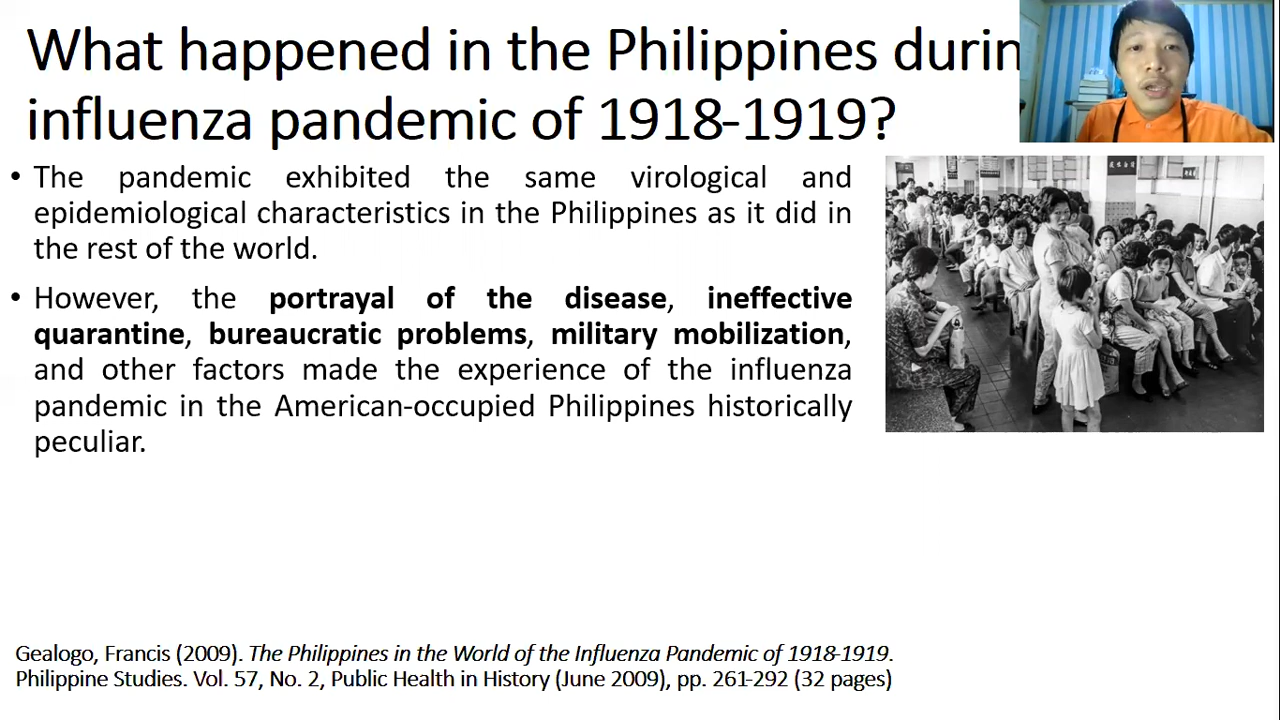 What happened in the Philippines durin
influenza pandemic of 1918-1919?
• The pandemic exhibited the same virological and
epidemiological characteristics in the Philippines as it did in
the rest of the world.
• However, the portrayal of the disease, ineffective
quarantine, bureaucratic problems, military mobilization,
and other factors made the experience of the influenza
pandemic in the American-occupied Philippines historically
peculiar.
Gealogo, Francis (2009). The Philippines in the World of the Influenza Pandemic of 1918-1919.
Philippine Studies. Vol. 57, No. 2, Public Health in History (June 2009), pp. 261-292 (32 pages)